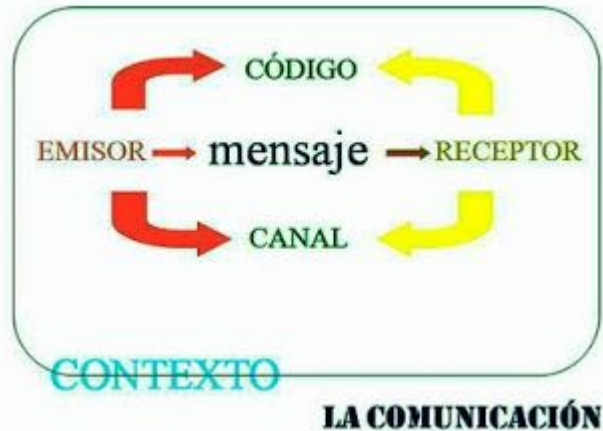 CÓDIGO
EMISOR mensaje RECEPTOR
CANAL
CONTEXTO
LA COMUNICACIÓN